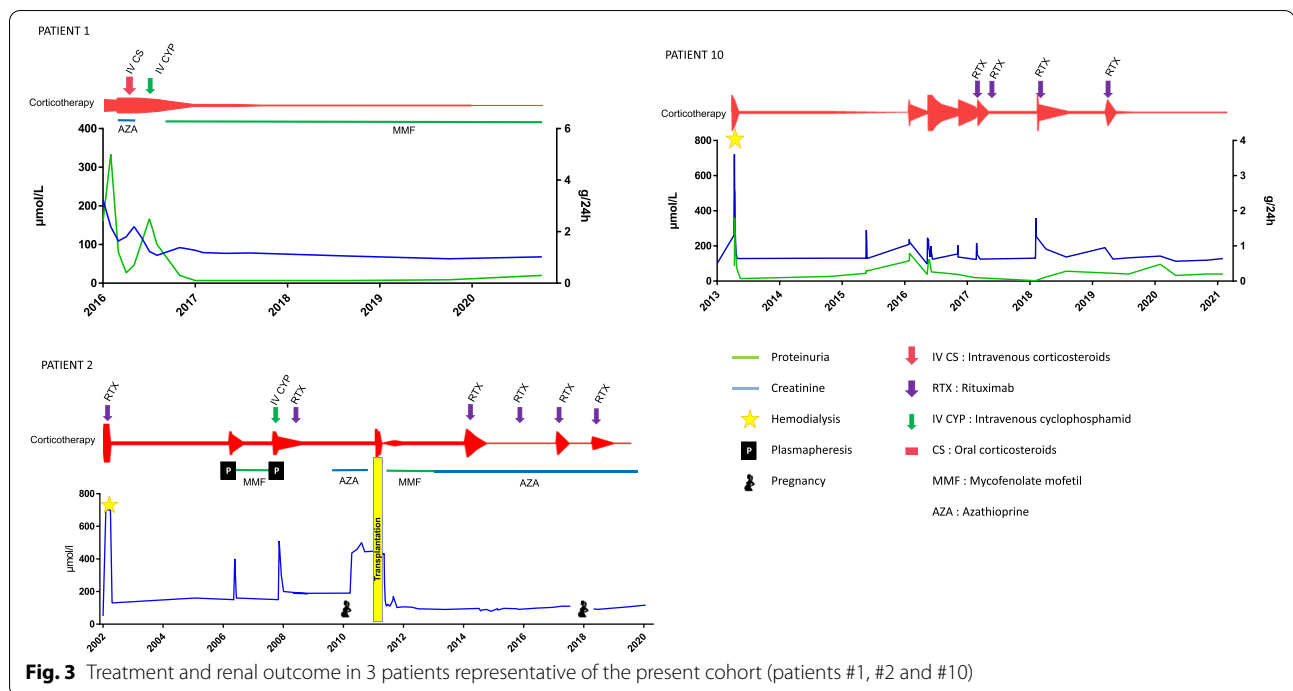 PATIENT 1
IV CS
IV CYP
Corticotherapy
AZA
MMF
400
300
200
100
0
µmol/L
6
4
2
0
g/24h
2016 2017 2018 2019 2020
PATIENT 10
RTX RTX RTX RTX
Corticotherapy
800
600
400
200
0
µmol/L
4
3
2
1
0
g/24h
2013 2014 2015 2016 2017 2018 2019 2020 2021
PATIENT 2
RTX IV CYP RTX RTX RTX RTX RTX
Corticotherapy
P P
MMF AZA MMF AZA
Transplantation
800
600
400
200
0
µmol/l
2002 2004 2006 2008 2010 2012 2014 2016 2018 2020
Proteinuria
Creatinine
Hemodialysis
P Plasmapheresis
Pregnancy
IV CS : Intravenous corticosteroids
RTX : Rituximab
IV CYP : Intravenous cyclophosphamid
CS : Oral corticosteroids
MMF : Mycofenolate mofetil
AZA : Azathioprine
Fig. 3 Treatment and renal outcome in 3 patients representative of the present cohort (patients #1, #2 and #10)